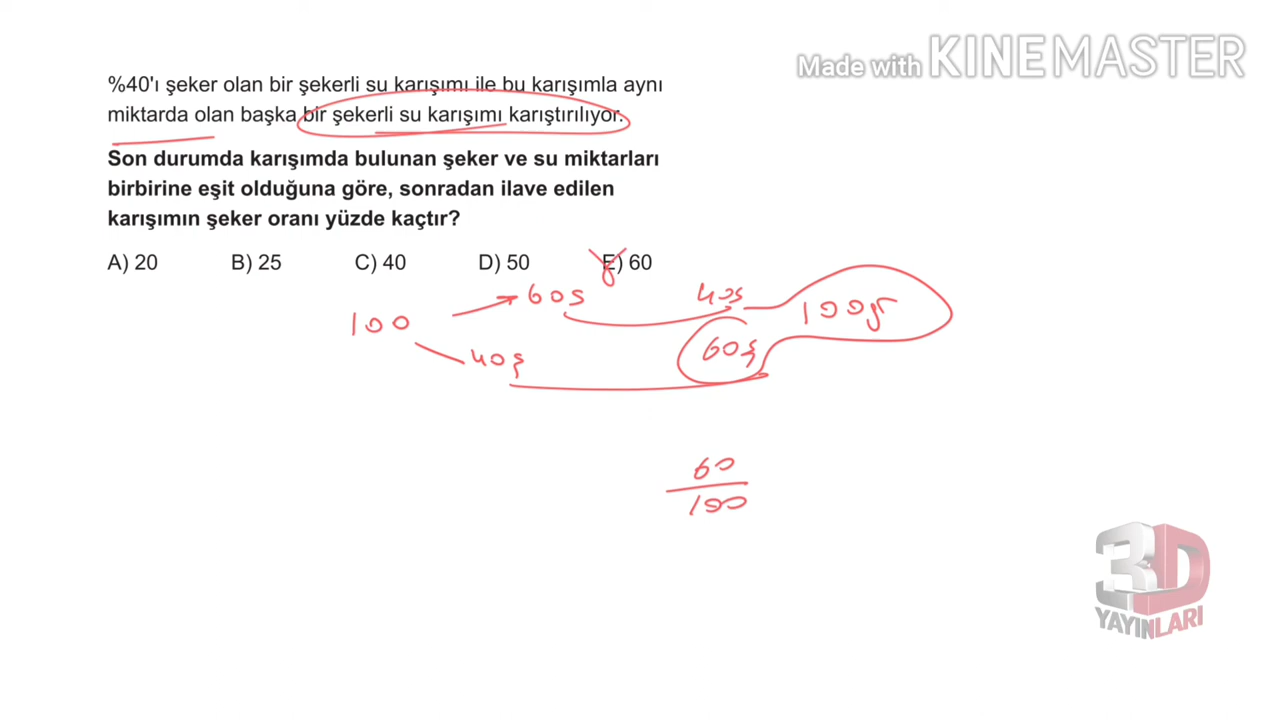 Made with KINEMASTER
%40'ı şeker olan bir şekerli su karışımı ile bu karışımla aynı
miktarda olan başka bir şekerli su karışımı karıştırılıyor.
Son durumda karışımda bulunan şeker ve su miktarları
birbirine eşit olduğuna göre, sonradan ilave edilen
karışımın şeker oranı yüzde kaçtır?
A) 20 B) 25 C) 40 D) 50 E) 60
100 60s 40s 100gr
40ş 60ş
60
100
3D
YAYINLARI